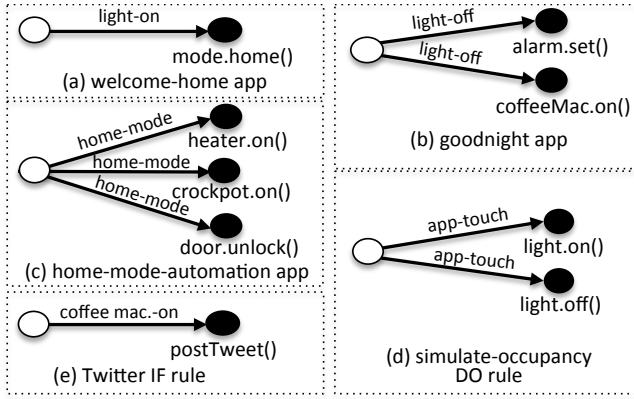 light-on
mode.home()
(a) welcome-home app
light-off
alarm.set()
light-off
coffeeMac.on()
(b) goodnight app
home-mode
heater.on()
home-mode
crockpot.on()
home-mode
door.unlock()
(c) home-mode-automation app
app-touch
light.on()
app-touch
light.off()
(d) simulate-occupancy
DO rule
coffee mac.-on
postTweet()
(e) Twitter IF rule